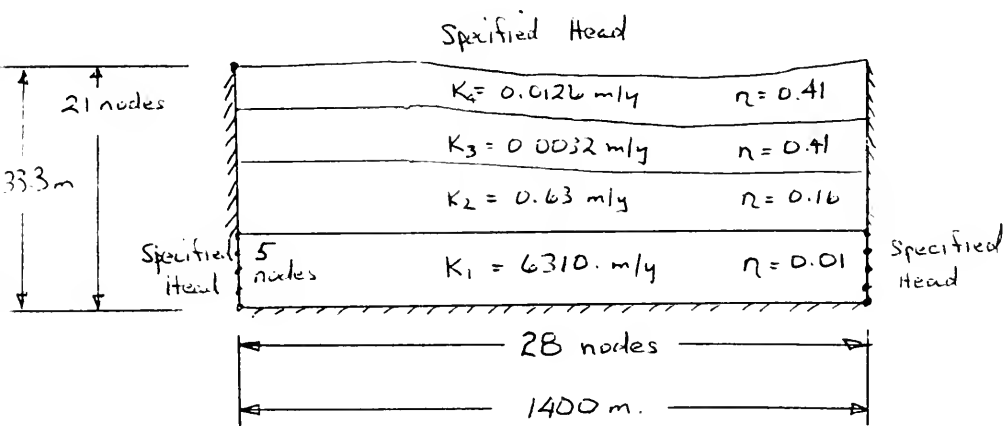 Specified Head
K4 = 0.0126 m/y n = 0.41
21 nodes
K3 = 0 0032 m/y n = 0.41
33.3 m
K2 = 0.63 m/y n = 0.16
Specified Head
5 nodes
K1 = 6310. m/y n = 0.01
Specified Head
28 nodes
1400 m.